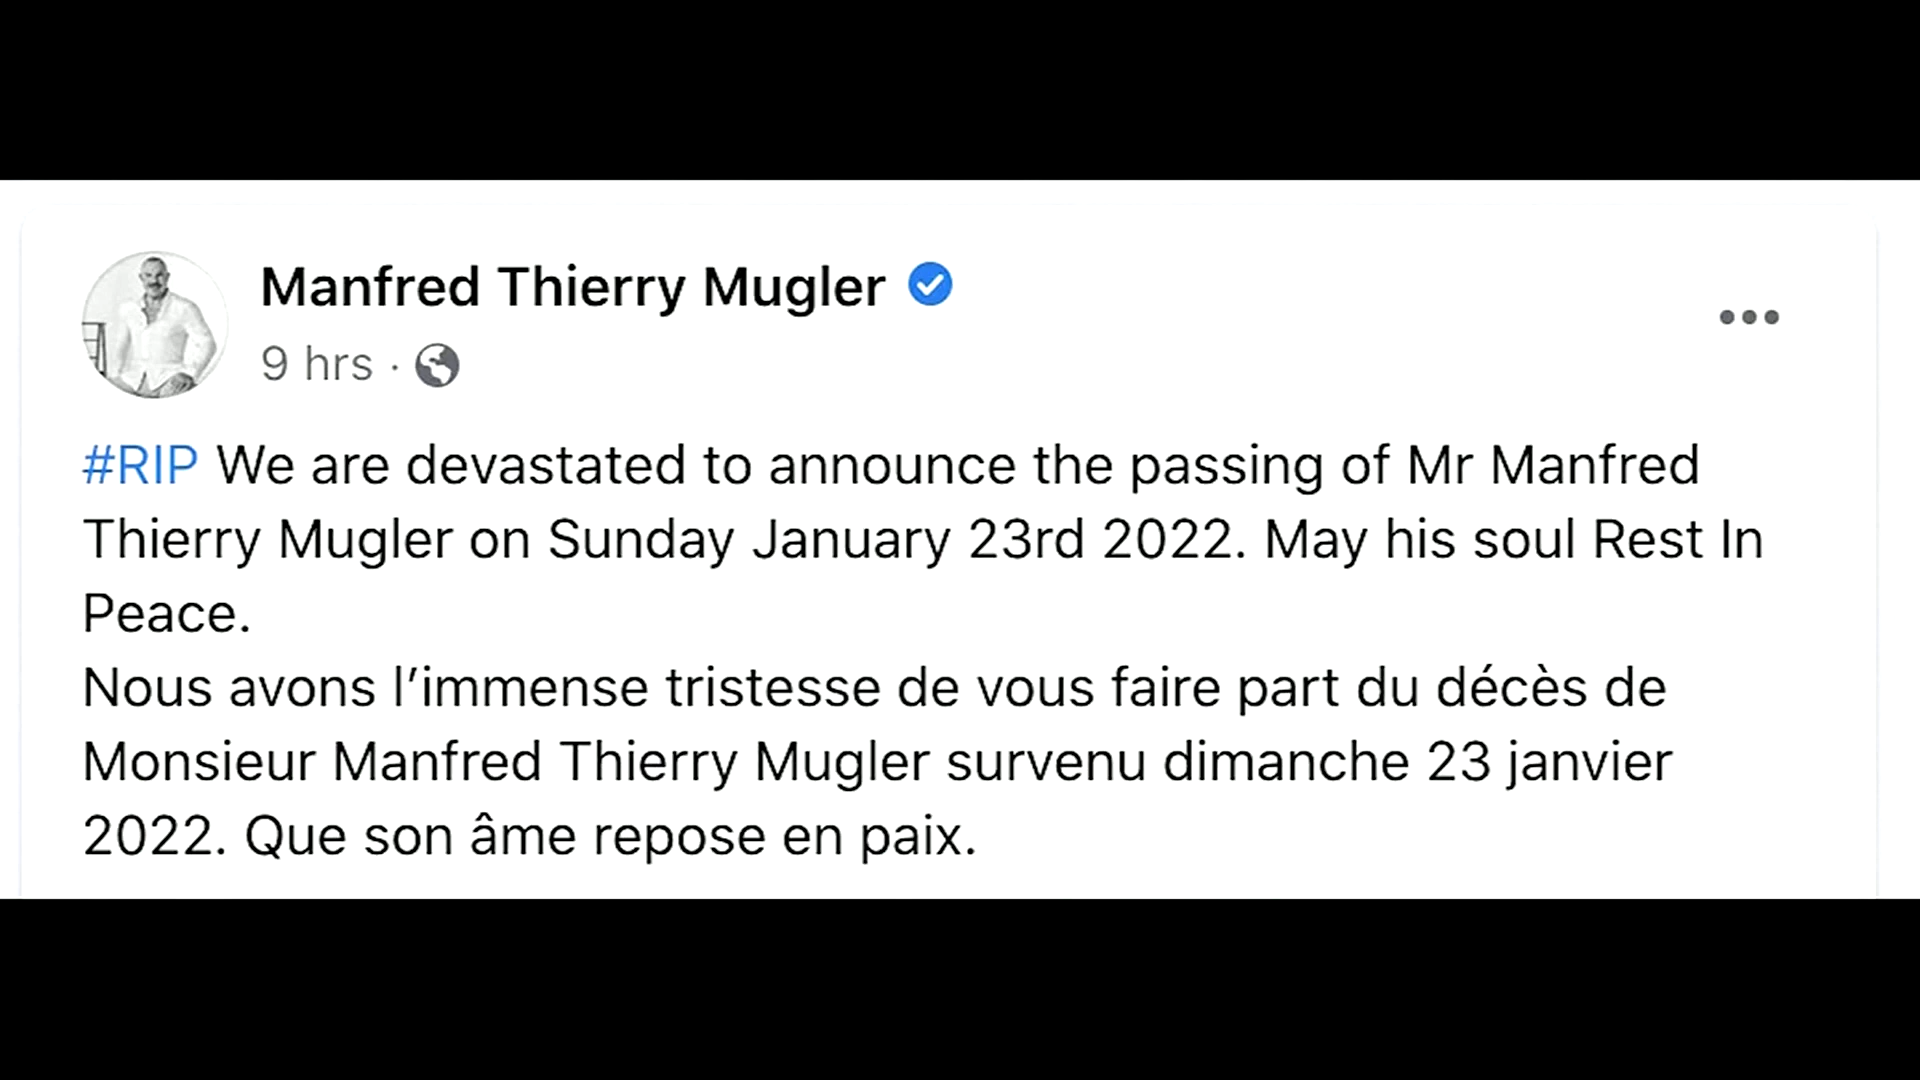 Manfred Thierry Mugler
9 hrs ·
#RIP We are devastated to announce the passing of Mr Manfred
Thierry Mugler on Sunday January 23rd 2022. May his soul Rest In
Peace.
Nous avons l’immense tristesse de vous faire part du décès de
Monsieur Manfred Thierry Mugler survenu dimanche 23 janvier
2022. Que son âme repose en paix.